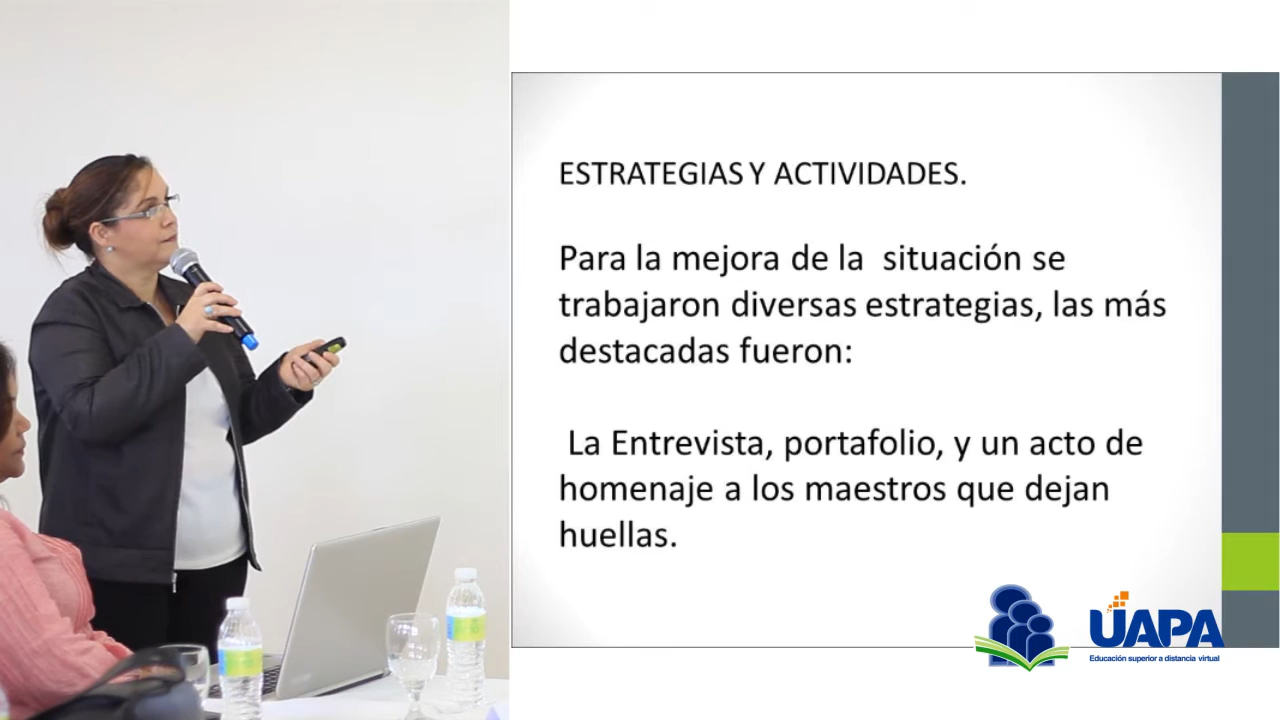 ESTRATEGIAS Y ACTIVIDADES.
Para la mejora de la situación se
trabajaron diversas estrategias, las más
destacadas fueron:
La Entrevista, portafolio, y un acto de
homenaje a los maestros que dejan
huellas.
UAPA
Educación superior a distancia virtual